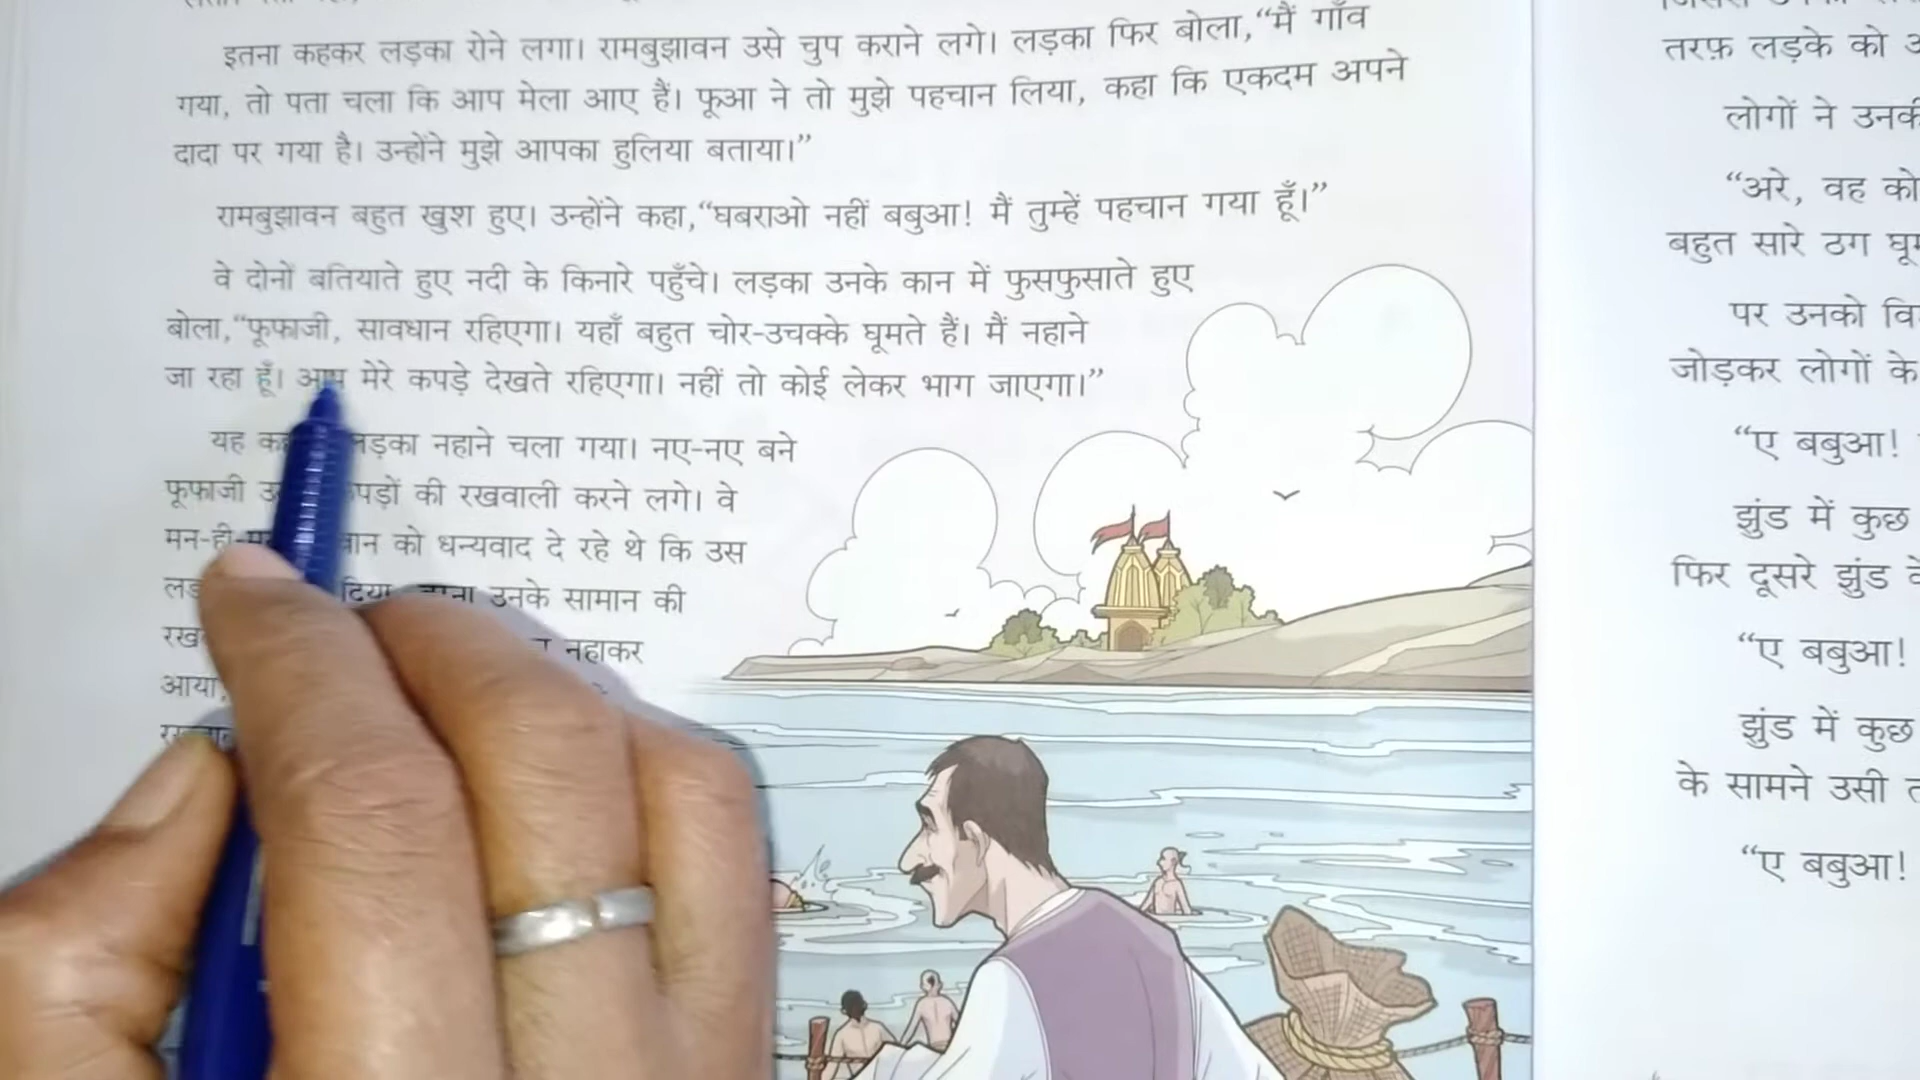 इतना कहकर लड़का रोने लगा। रामबुझावन उसे चुप कराने लगे। लड़का फिर बोला,“मैं गाँव
गया, तो पता चला कि आप मेला आए हैं। फूआ ने तो मुझे पहचान लिया, कहा कि एकदम अपने
दादा पर गया है। उन्होंने मुझे आपका हुलिया बताया।”
रामबुझावन बहुत खुश हुए। उन्होंने कहा,“घबराओ नहीं बबुआ! मैं तुम्हें पहचान गया हूँ।”
वे दोनों बतियाते हुए नदी के किनारे पहुँचे। लड़का उनके कान में फुसफुसाते हुए
बोला,“फूफाजी, सावधान रहिएगा। यहाँ बहुत चोर-उचक्के घूमते हैं। मैं नहाने
जा रहा हूँ। आप मेरे कपड़े देखते रहिएगा। नहीं तो कोई लेकर भाग जाएगा।”
यह लड़का नहाने चला गया। नए-नए बने
फूफाजी कपड़ों की रखवाली करने लगे। वे
को धन्यवाद दे रहे थे कि उस
उनके सामान की
नहाकर
आया,
तरफ़ लड़के को
लोगों ने
“अरे, वह
बहुत सारे ठग
पर उनको
जोड़कर लोगों के
“ए बबुआ!
झुंड में कुछ
फिर दूसरे झुंड
“ए बबुआ!
झुंड में कुछ
के सामने उसी
“ए बबुआ!